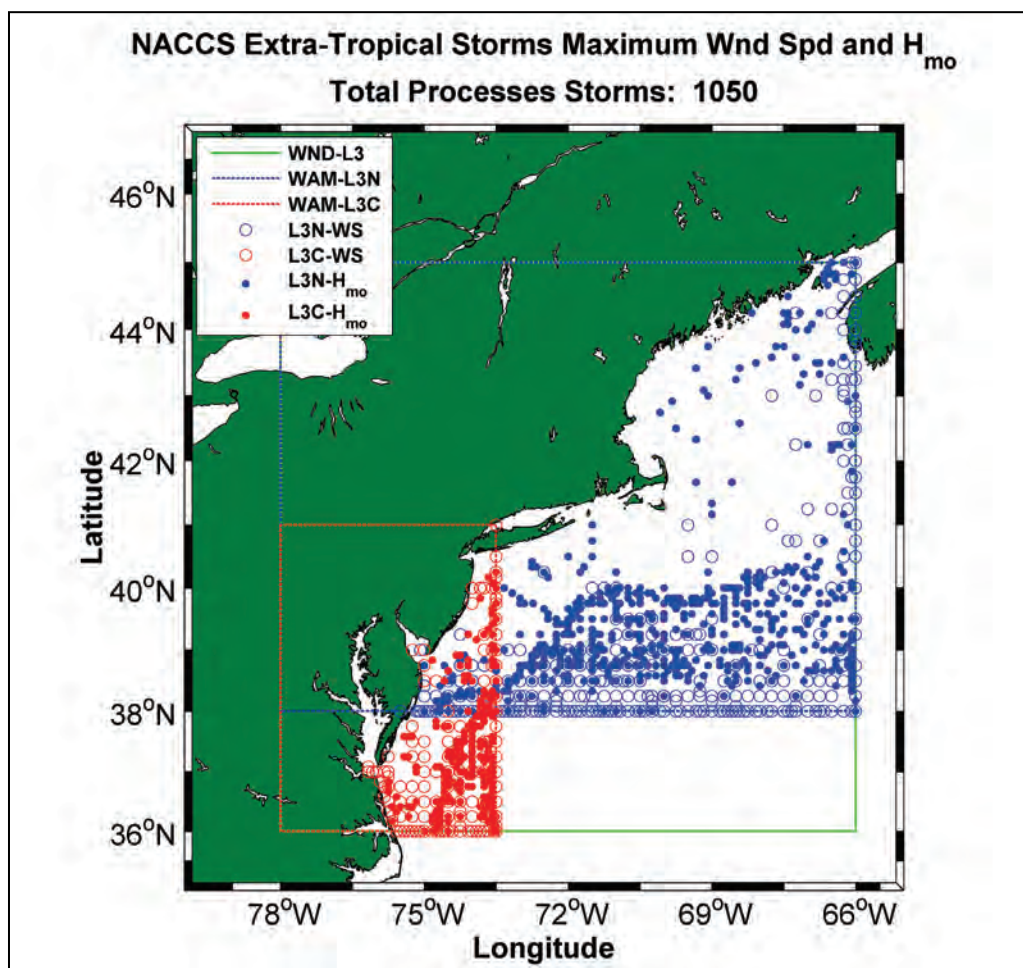 NACCS Extra-Tropical Storms Maximum Wnd Spd and Hmo
Total Processes Storms: 1050
WND-L3
WAM-L3N
WAM-L3C
L3N-WS
L3C-WS
L3N-Hmo
L3C-Hmo
46°N
44°N
42°N
40°N
38°N
36°N
Latitude
78°W 75°W 72°W 69°W 66°W
Longitude